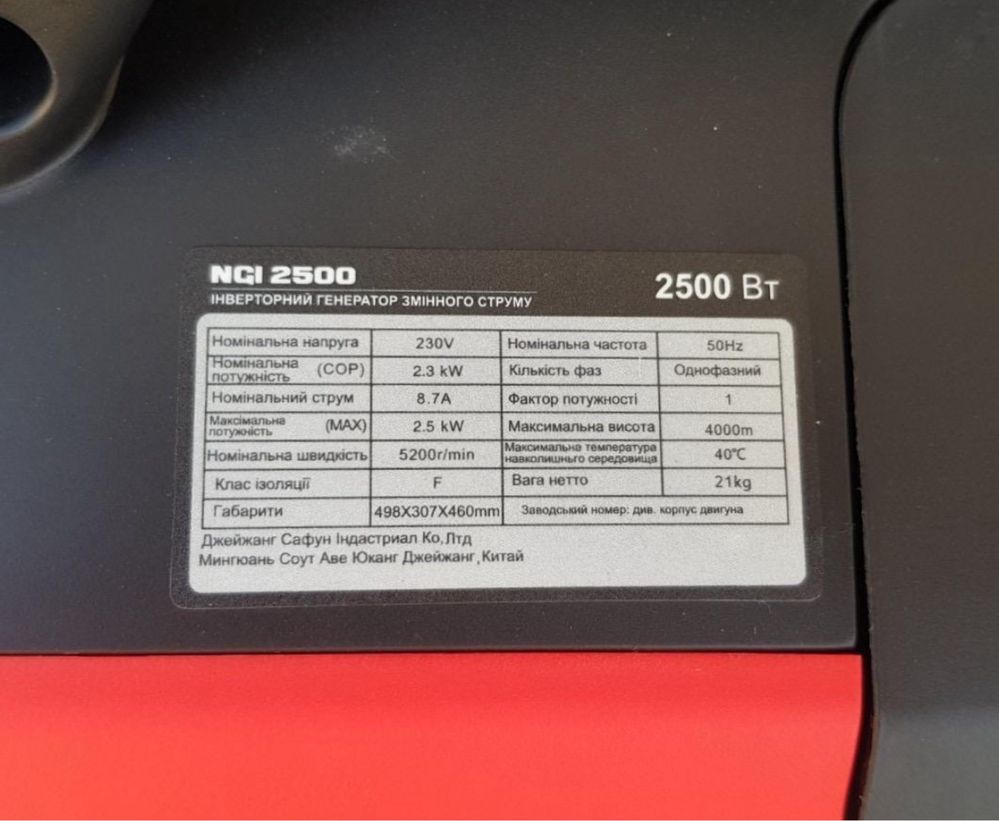 NGI 2500
ІНВЕРТОРНИЙ ГЕНЕРАТОР ЗМІННОГО СТРУМУ
2500 Вт
Номінальна напруга 230V Номінальна частота 50Hz
Номінальна потужність (COP) 2.3 kW Кількість фаз Однофазний
Номінальний струм 8.7A Фактор потужності 1
Максімальна потужність (MAX) 2.5 kW Максимальна висота 4000m
Номінальна швидкість 5200r/min Максимальна температура навколишнього середовища 40℃
Клас ізоляції F Вага нетто 21kg
Габарити 498X307X460mm Заводський номер: див. корпус двигуна
Джейжанг Сафун Індастриал Ко,Лтд
Мингюань Соут Аве Юканг Джейжанг,Китай